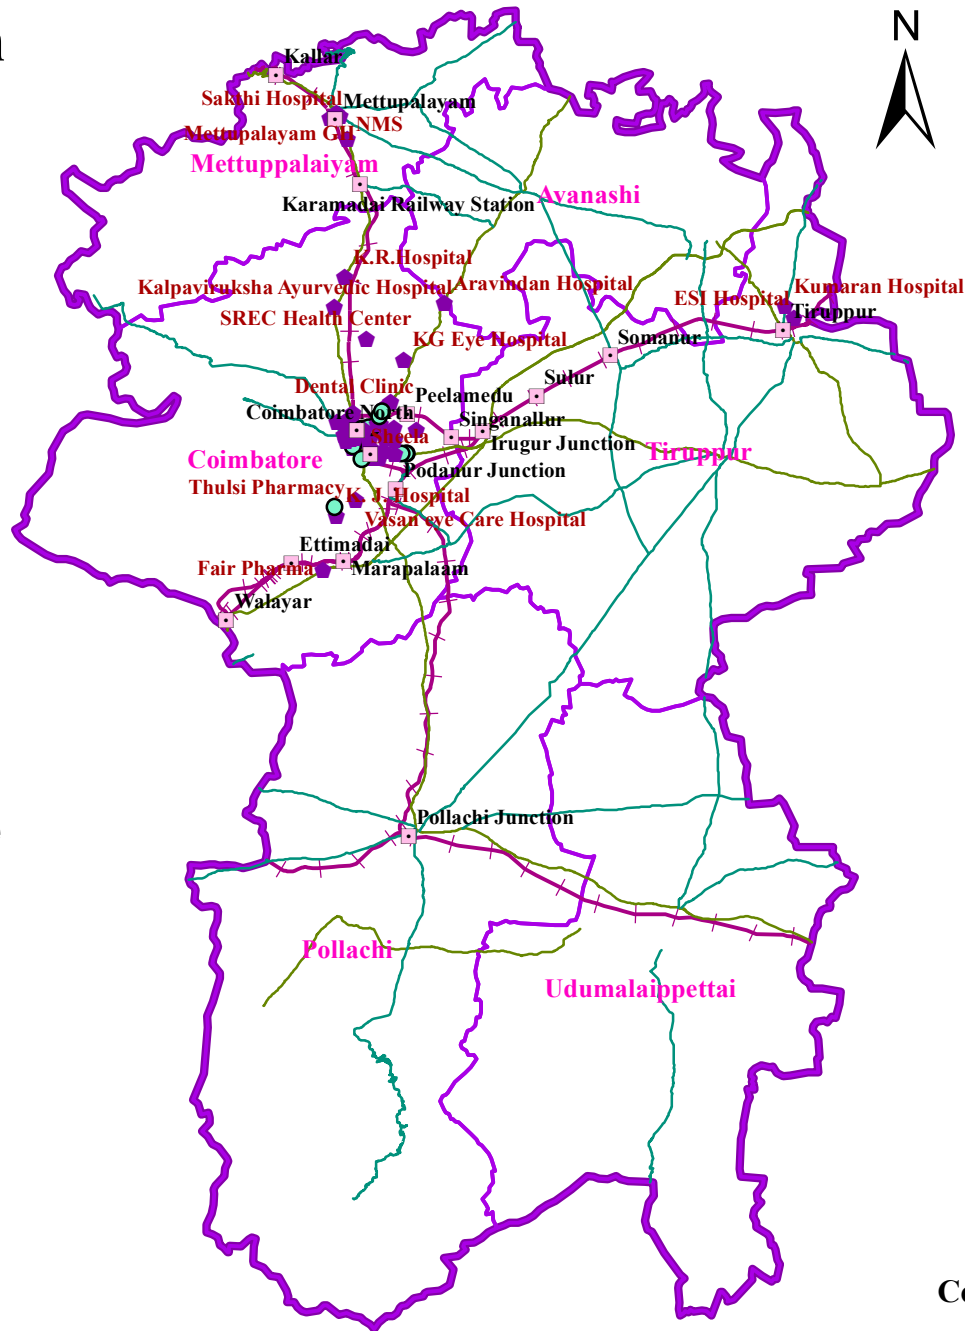 N
Kallar
Sakthi Hospital
Mettupalayam
NMS
Mettupalayam GH
Mettuppalaiyam
Avanashi
Karamadai Railway Station
K.R.Hospital
Kalpaviruksha Ayurvedic Hospital
Aravindan Hospital
Kumaran Hospital
ESI Hospital
Tiruppur
SREC Health Center
KG Eye Hospital
Somanur
Dental Clinic
Sulur
Peelamedu
Coimbatore North
Singanallur
Sheela
Irugur Junction
Tiruppur
Coimbatore
Podanur Junction
Thulsi Pharmacy
K. J. Hospital
Vasan eye Care Hospital
Ettimadai
Fair Pharma
Marapalaam
Walayar
Pollachi Junction
Pollachi
Udumalaippettai